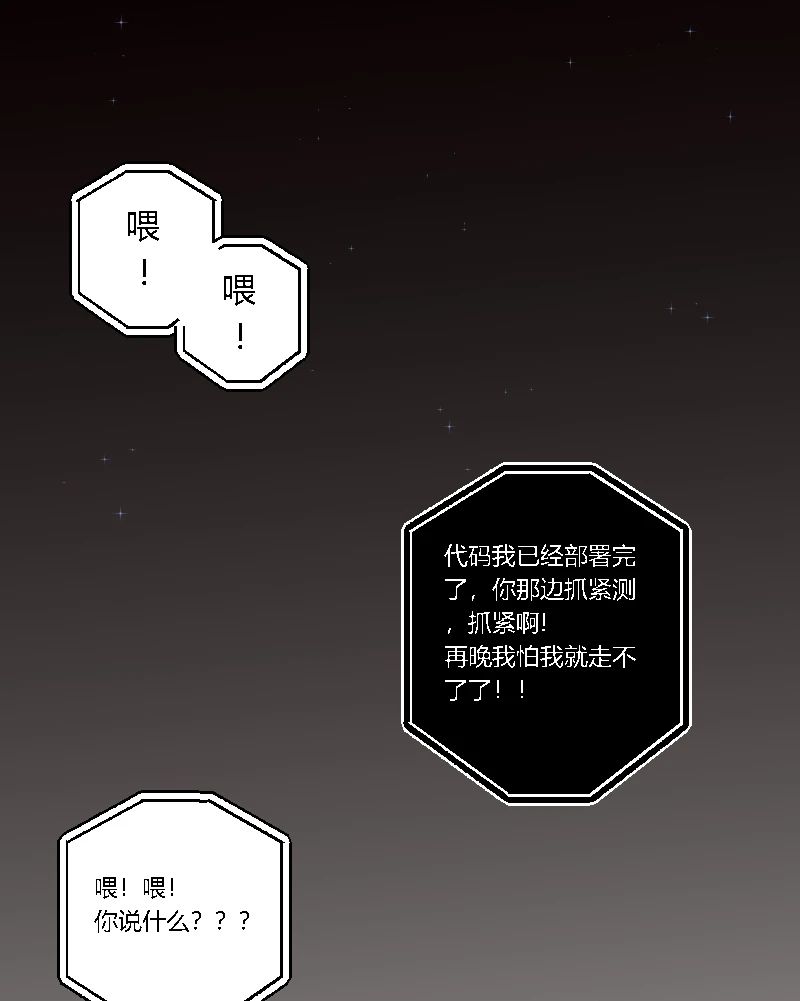 喂
！
喂
！
代码我已经部署完
了，你那边抓紧测
，抓紧啊！
再晚我怕我就走不
了了！！
喂！喂！
你说什么？？？